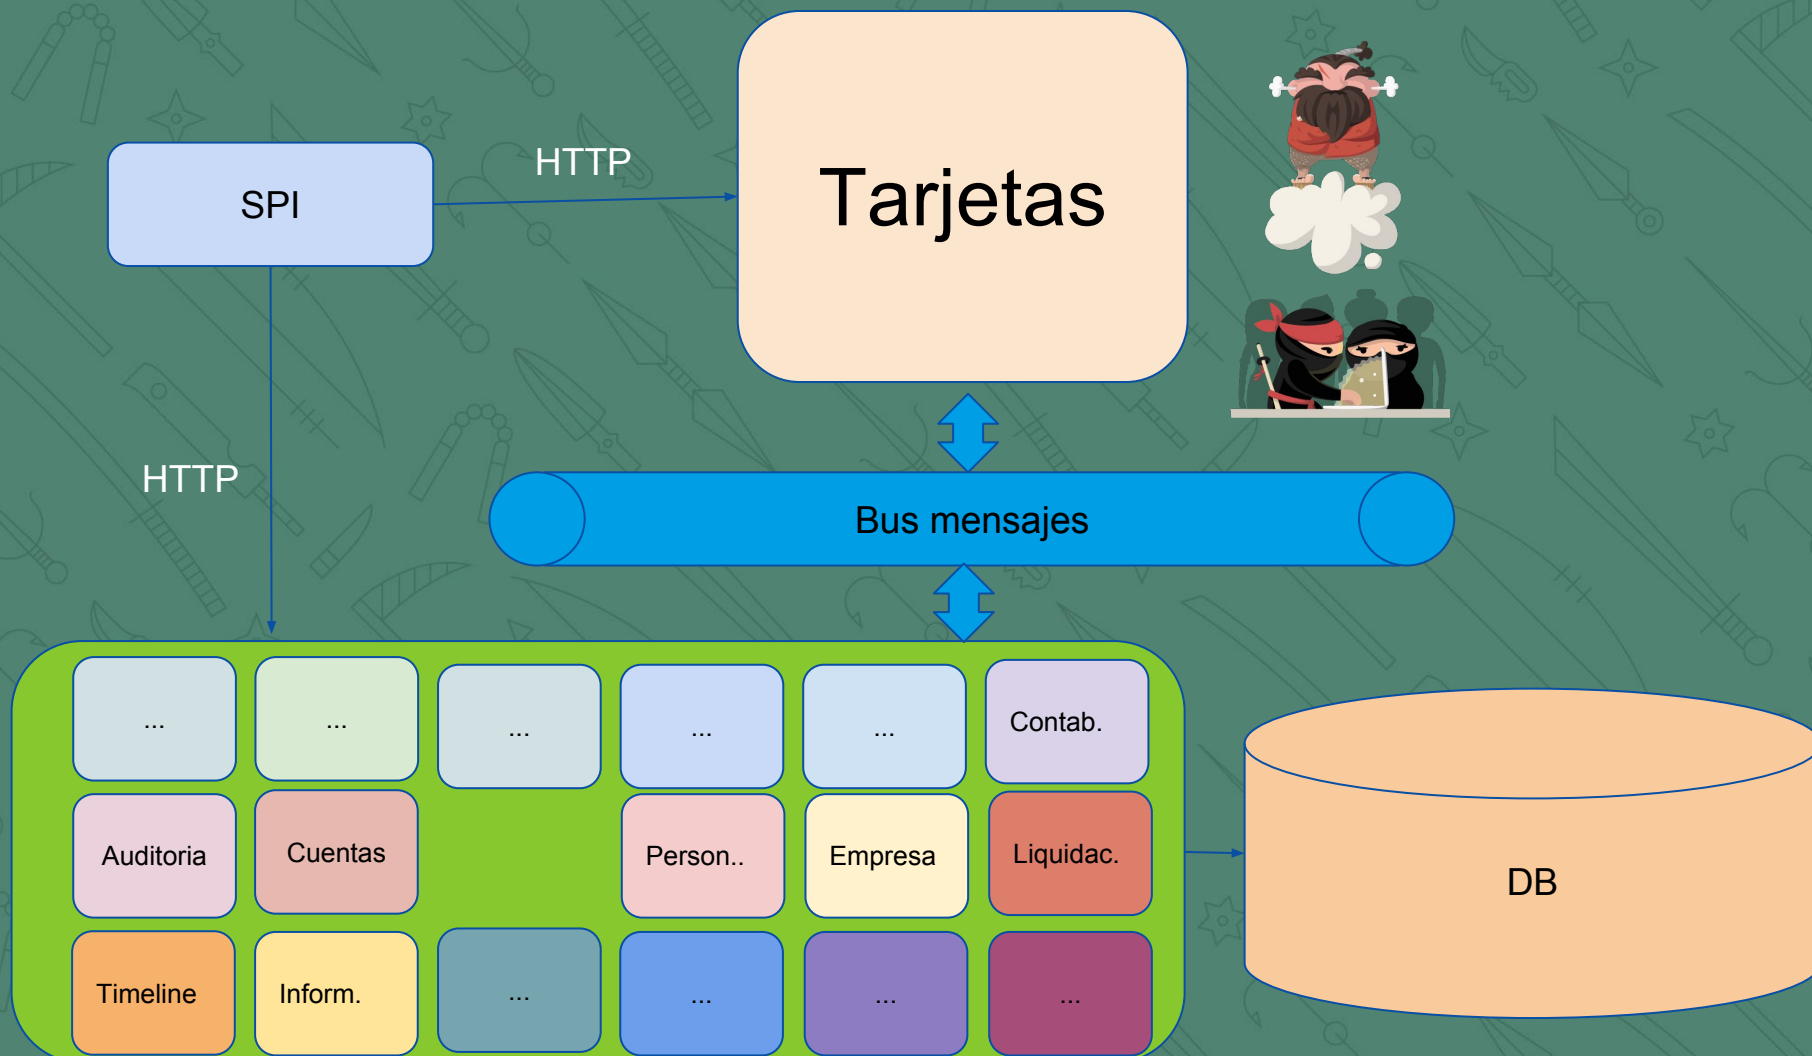 HTTP
Tarjetas
SPI
HTTP
Bus mensajes
...
...
...
...
...
Contab.
Auditoria
Cuentas
Person..
Empresa
Liquidac.
DB
Timeline
Inform.
...
...
...
...